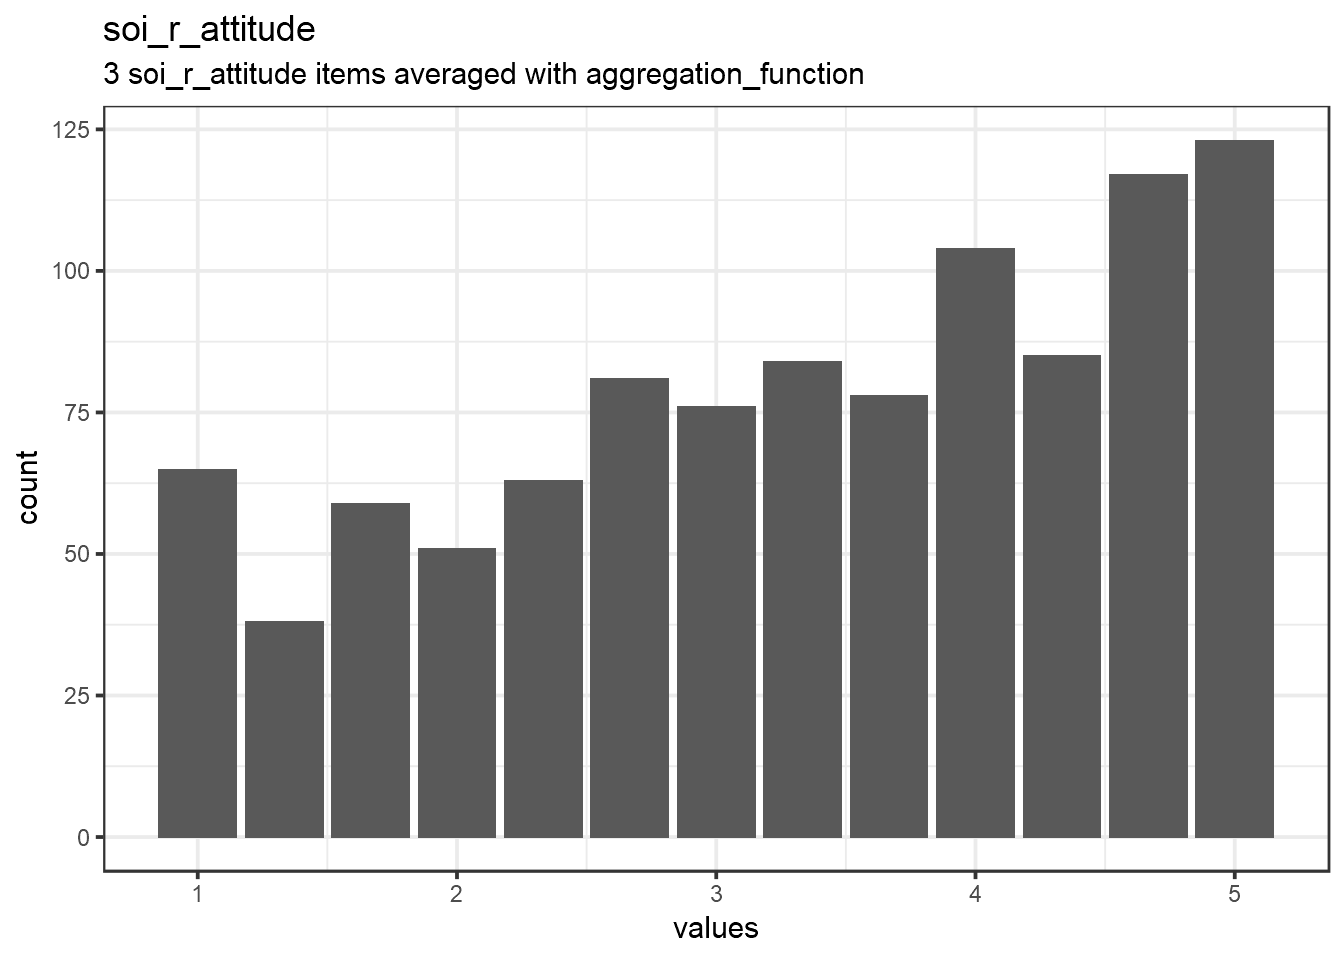 soi_r_attitude
3 soi_r_attitude items averaged with aggregation_function
125
100
75
50
25
0
count
1 2 3 4 5
values